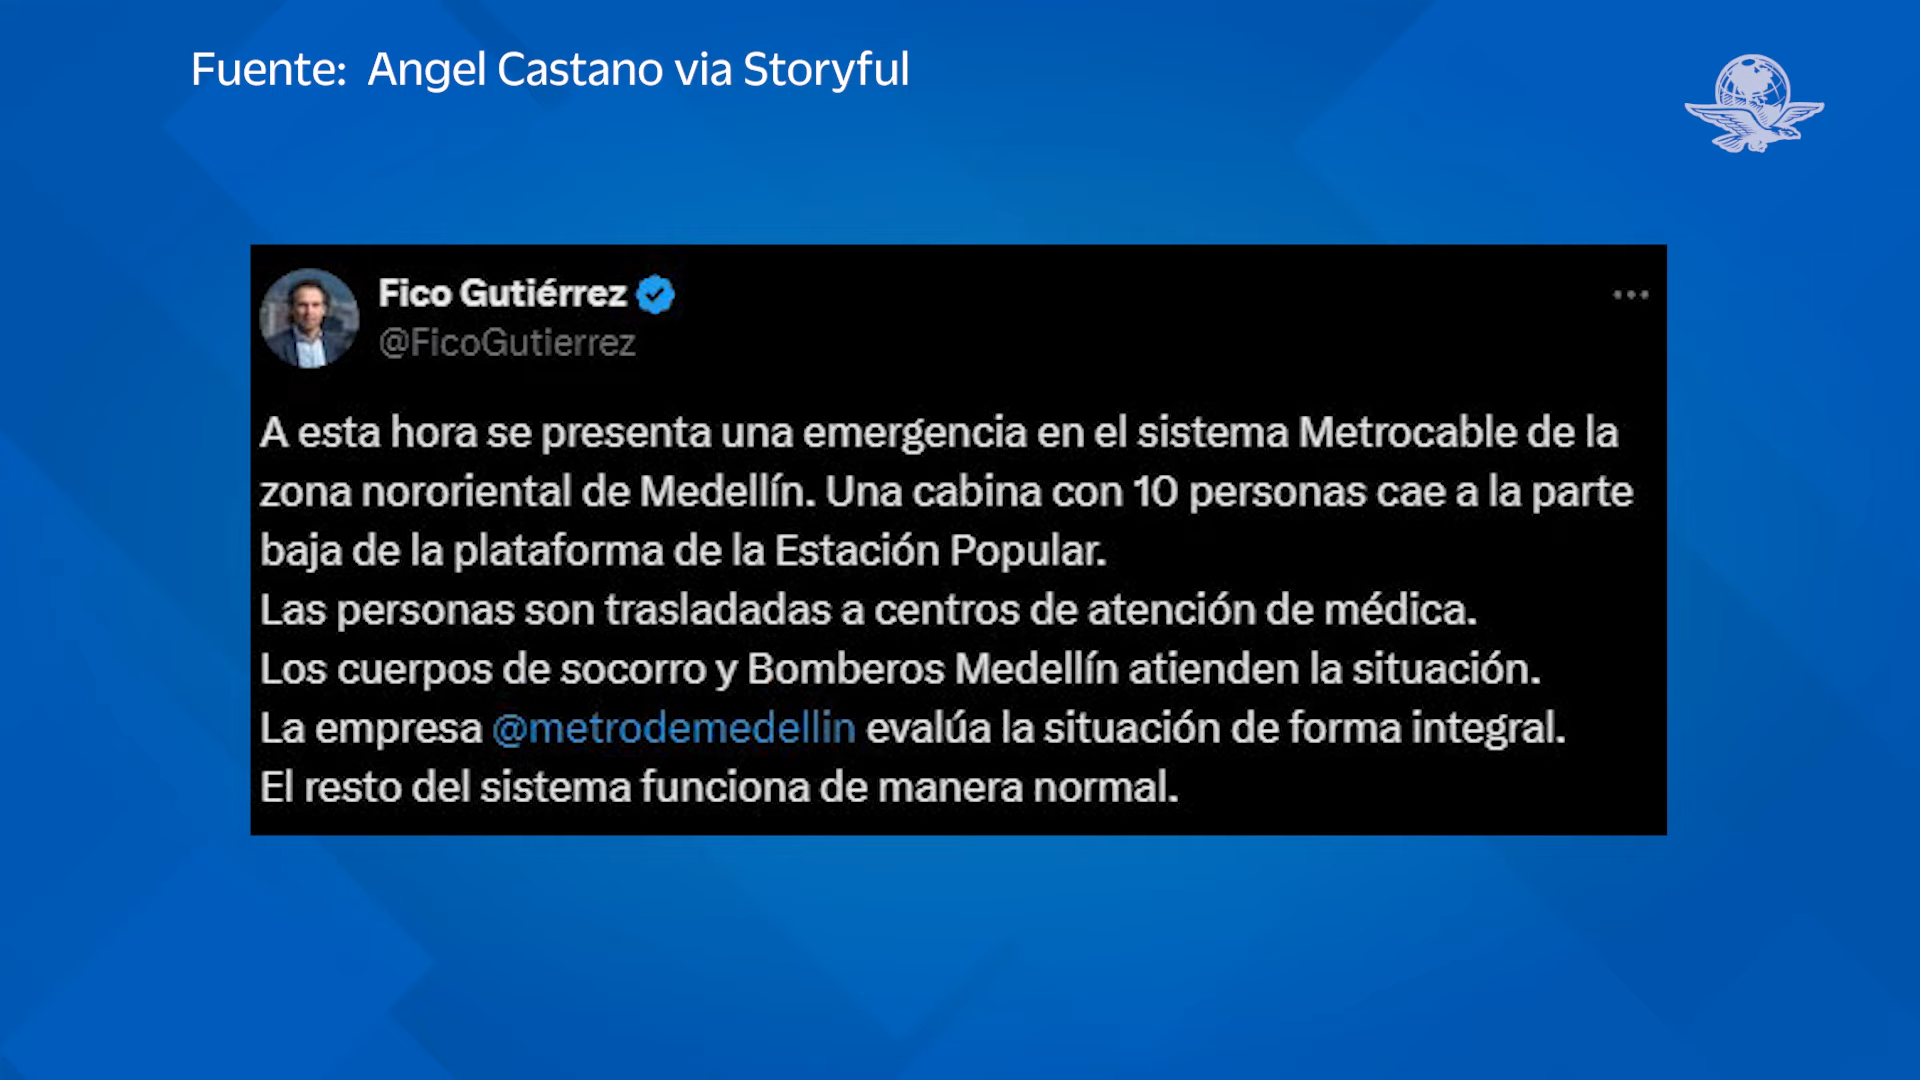 Fuente: Angel Castano via Storyful
Fico Gutiérrez
@FicoGutierrez
A esta hora se presenta una emergencia en el sistema Metrocable de la
zona nororiental de Medellín. Una cabina con 10 personas cae a la parte
baja de la plataforma de la Estación Popular.
Las personas son trasladadas a centros de atención de médica.
Los cuerpos de socorro y Bomberos Medellín atienden la situación.
La empresa @metrodemedellin evalúa la situación de forma integral.
El resto del sistema funciona de manera normal.